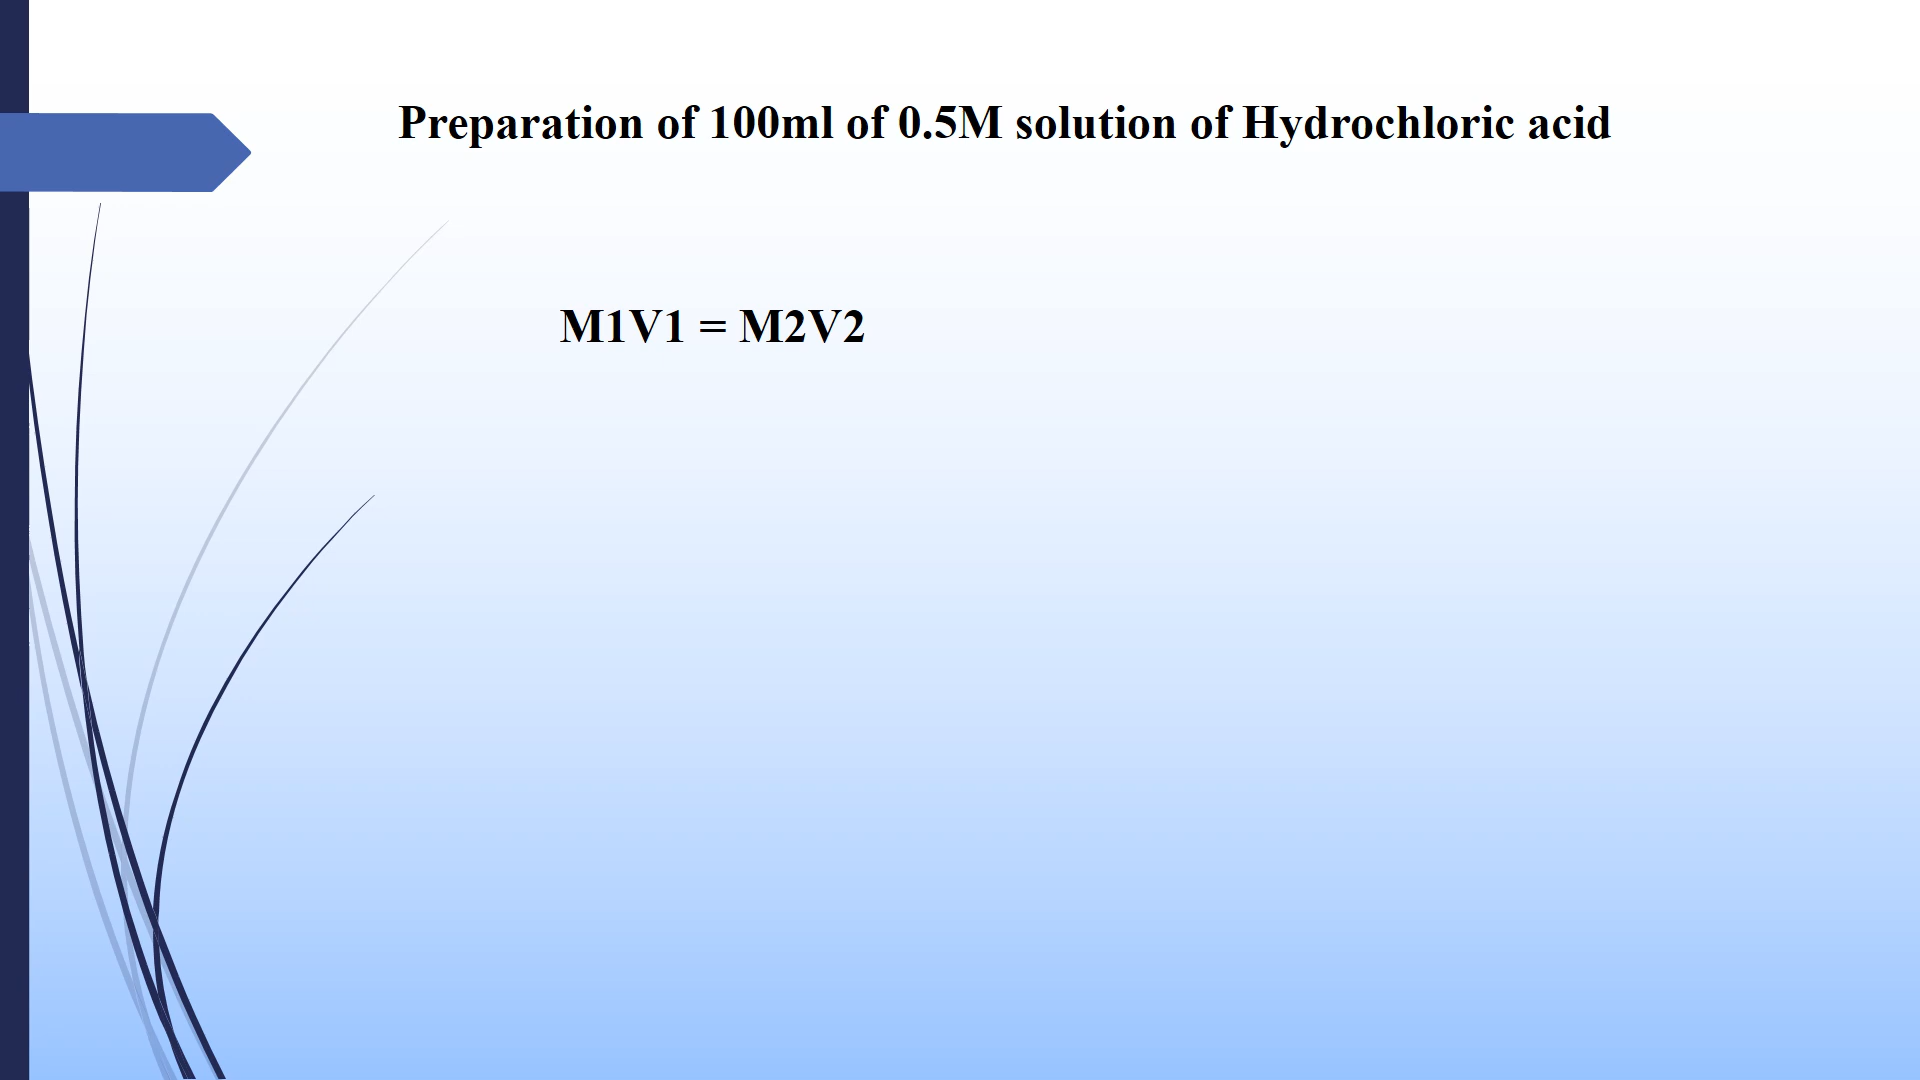 Preparation of 100ml of 0.5M solution of Hydrochloric acid
M1V1 = M2V2